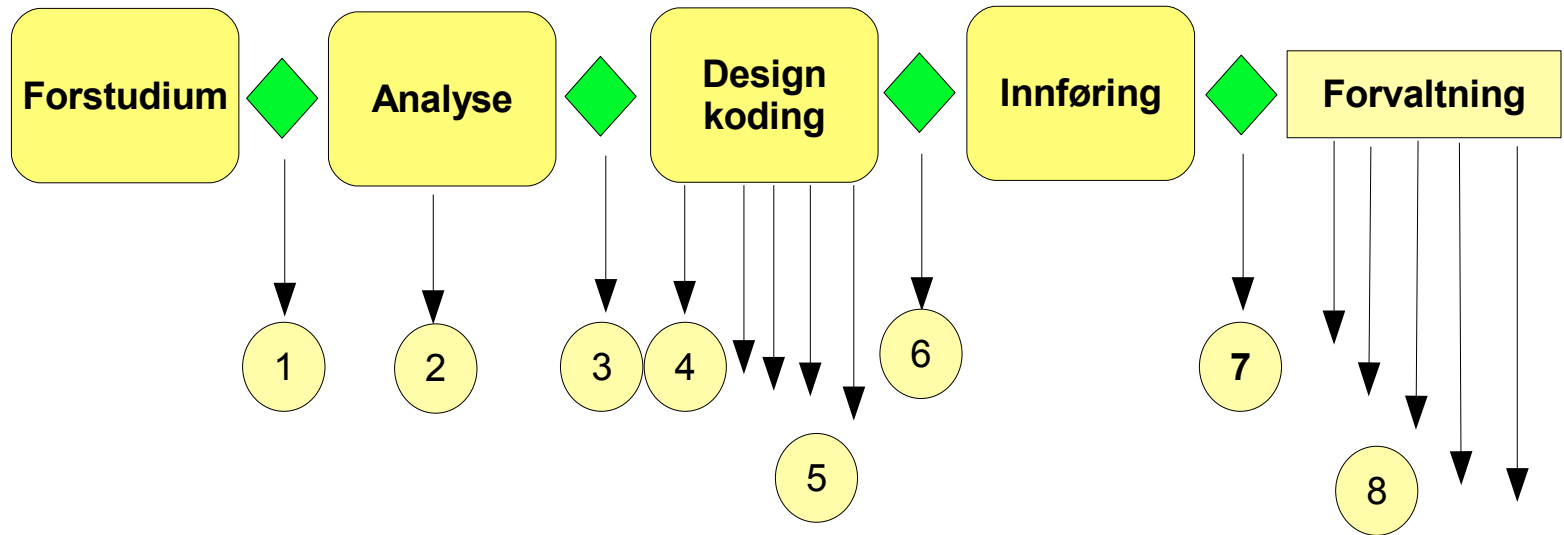 Forstudium
Analyse
Design
koding
Innføring
Forvaltning
1
2
3
4
5
6
7
8